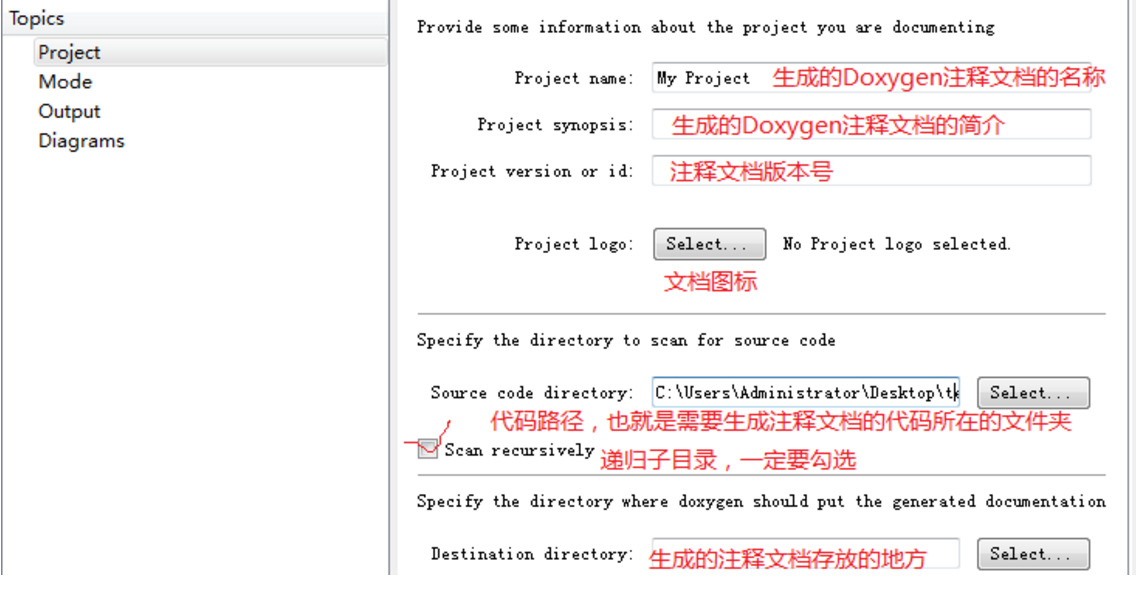 Topics
Project
Mode
Output
Diagrams
Provide some information about the project you are documenting
Project name: My Project 生成的Doxygen注释文档的名称
Project synopsis: 生成的Doxygen注释文档的简介
Project version or id: 注释文档版本号
Project logo: Select... No Project logo selected.
文档图标
Specify the directory to scan for source code
Source code directory: C:\Users\Administrator\Desktop\tk Select...
代码路径，也就是需要生成注释文档的代码所在的文件夹
Scan recursively 递归子目录，一定要勾选
Specify the directory where doxygen should put the generated documentation
Destination directory: 生成的注释文档存放的地方 Select...